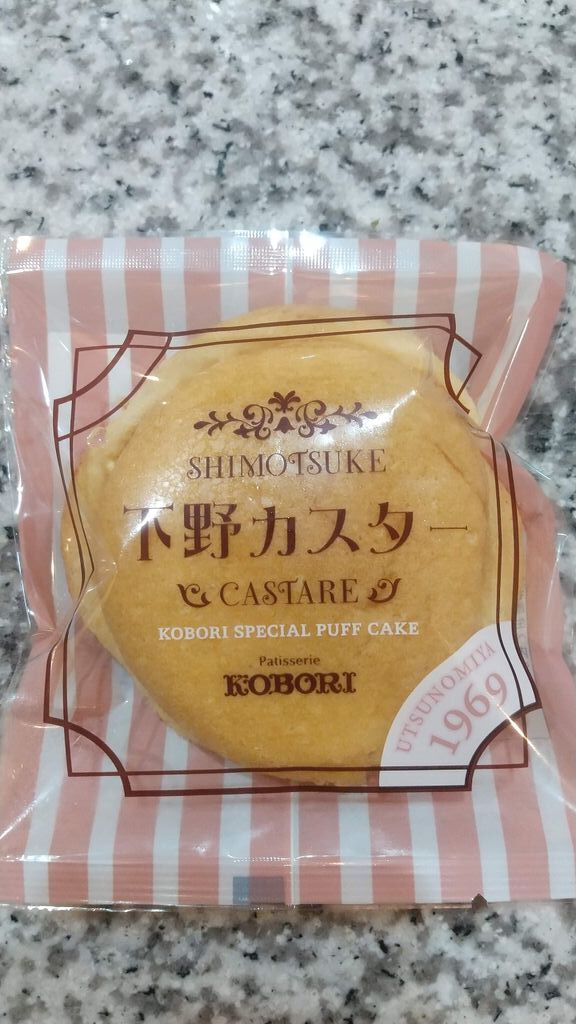 SHIMOTSUKE
下野カスター
CASTARE
KOBORI SPECIAL PUFF CAKE
Patisserie
KOBORI
UTSUNOMIYA
1969